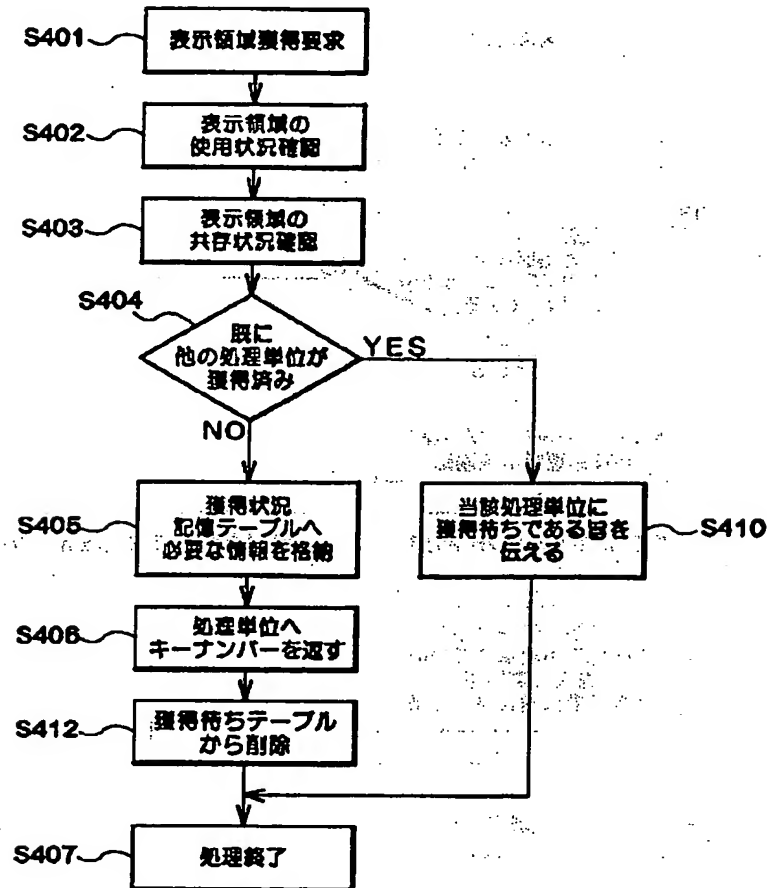 S401
表示領域獲得要求
S402
表示領域の
使用状況確認
S403
表示領域の
共存状況確認
S404
既に
他の処理単位が
獲得済み
YES
NO
S405
獲得状況
記憶テーブルへ
必要な情報を格納
当該処理単位に
獲得待ちである旨を
伝える
S410
S406
処理単位へ
キーナンバーを返す
S412
獲得待ちテーブル
から削除
S407
処理終了